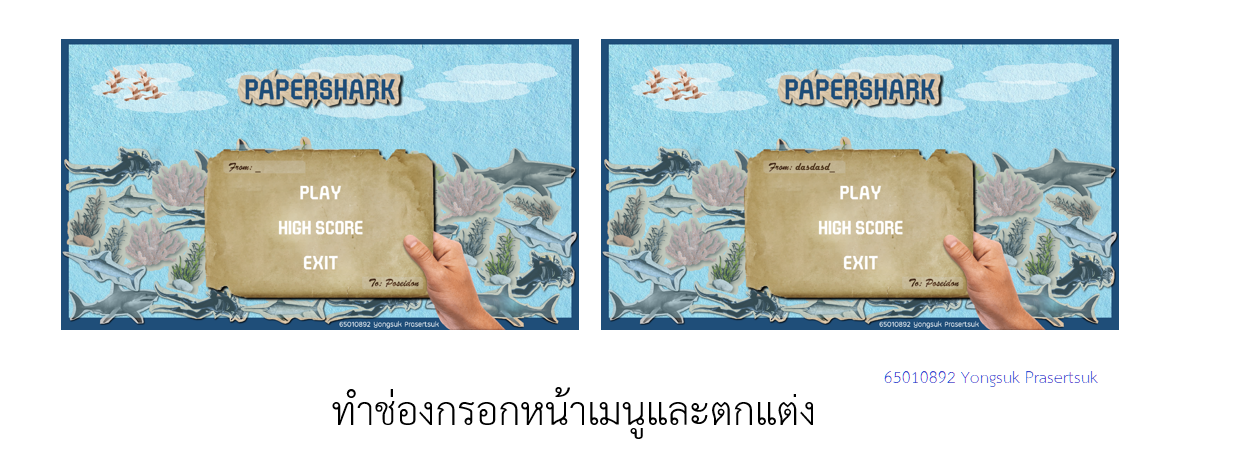 PAPERSHARK
From: _
PLAY
HIGH SCORE
EXIT
To: Poseidon
65010892 Yongsuk Prasertsuk
PAPERSHARK
From: dasdasd_
PLAY
HIGH SCORE
EXIT
To: Poseidon
65010892 Yongsuk Prasertsuk
65010892 Yongsuk Prasertsuk
ทำช่องกรอกหน้าเมนูและตกแต่ง